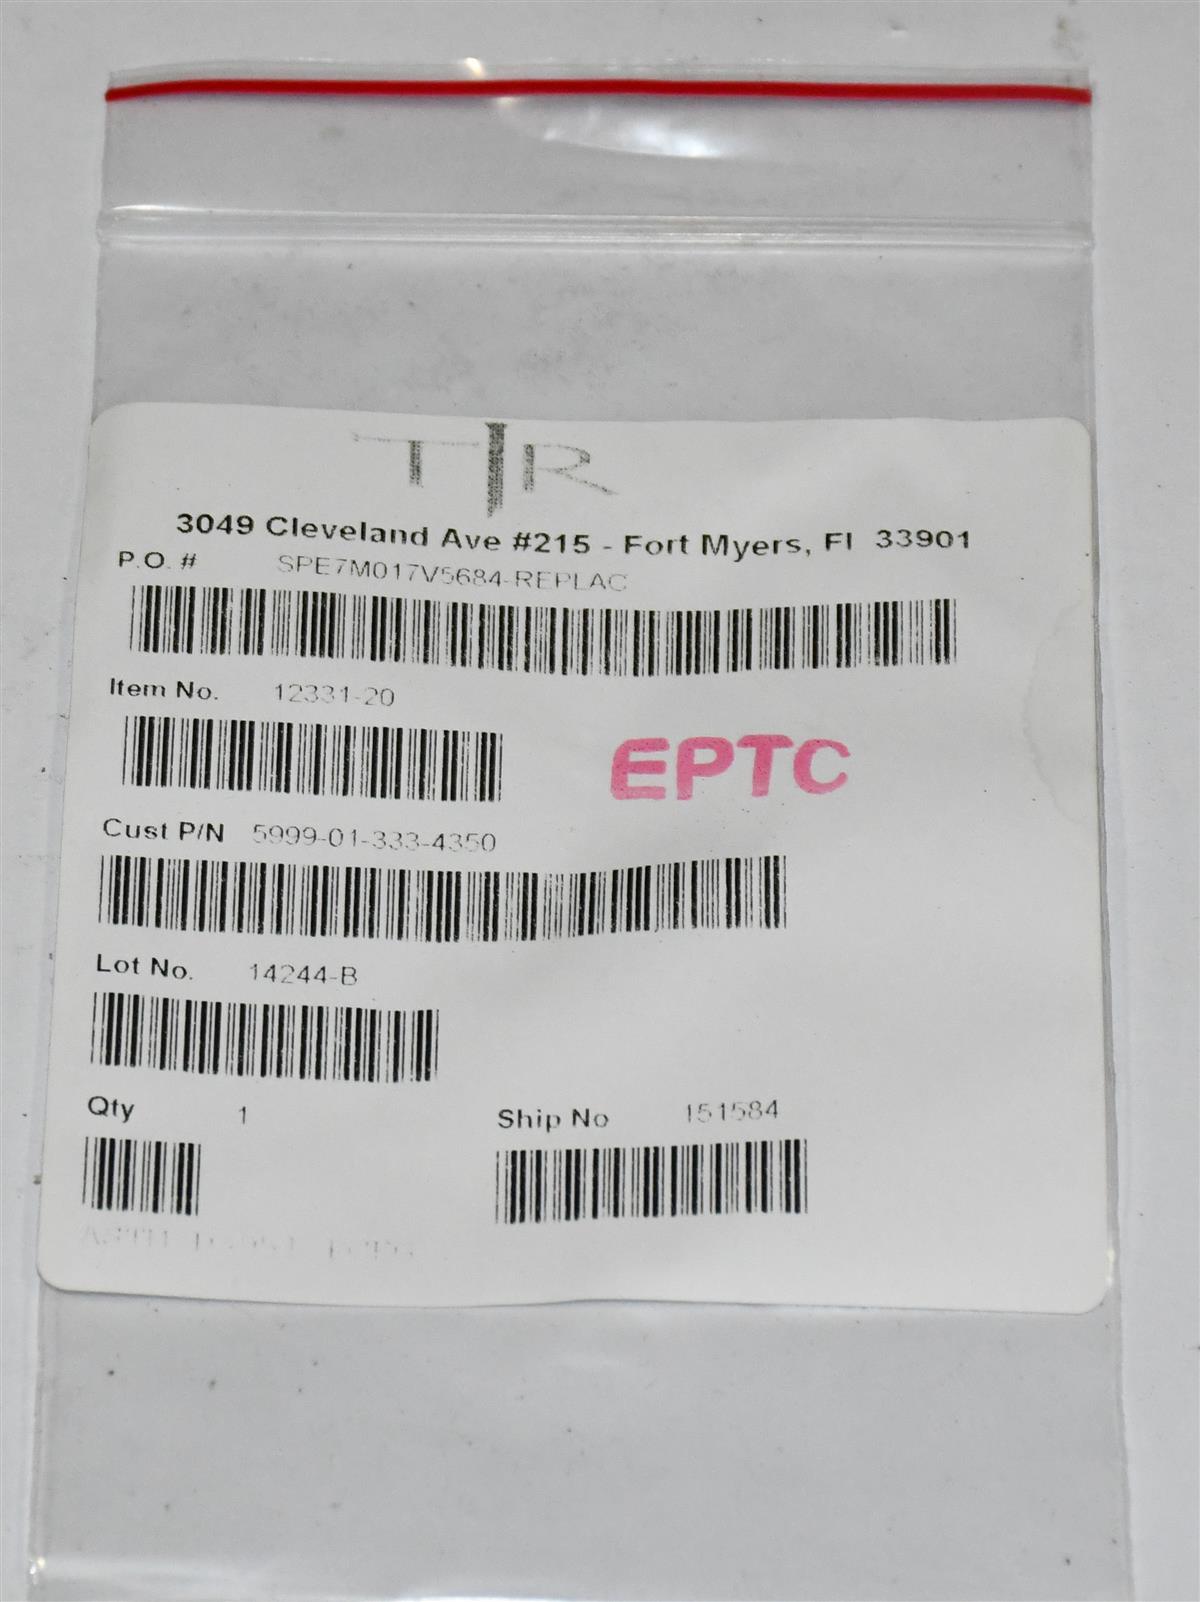 TIR
3049 Cleveland Ave #215 - Fort Myers, Fl 33901
P.O. # SPE7M017V5684-REPLAC
Item No. 12331-20
EPTC
Cust P/N 5999-01-333-4350
Lot No. 14244-B
Qty 1 Ship No 151584